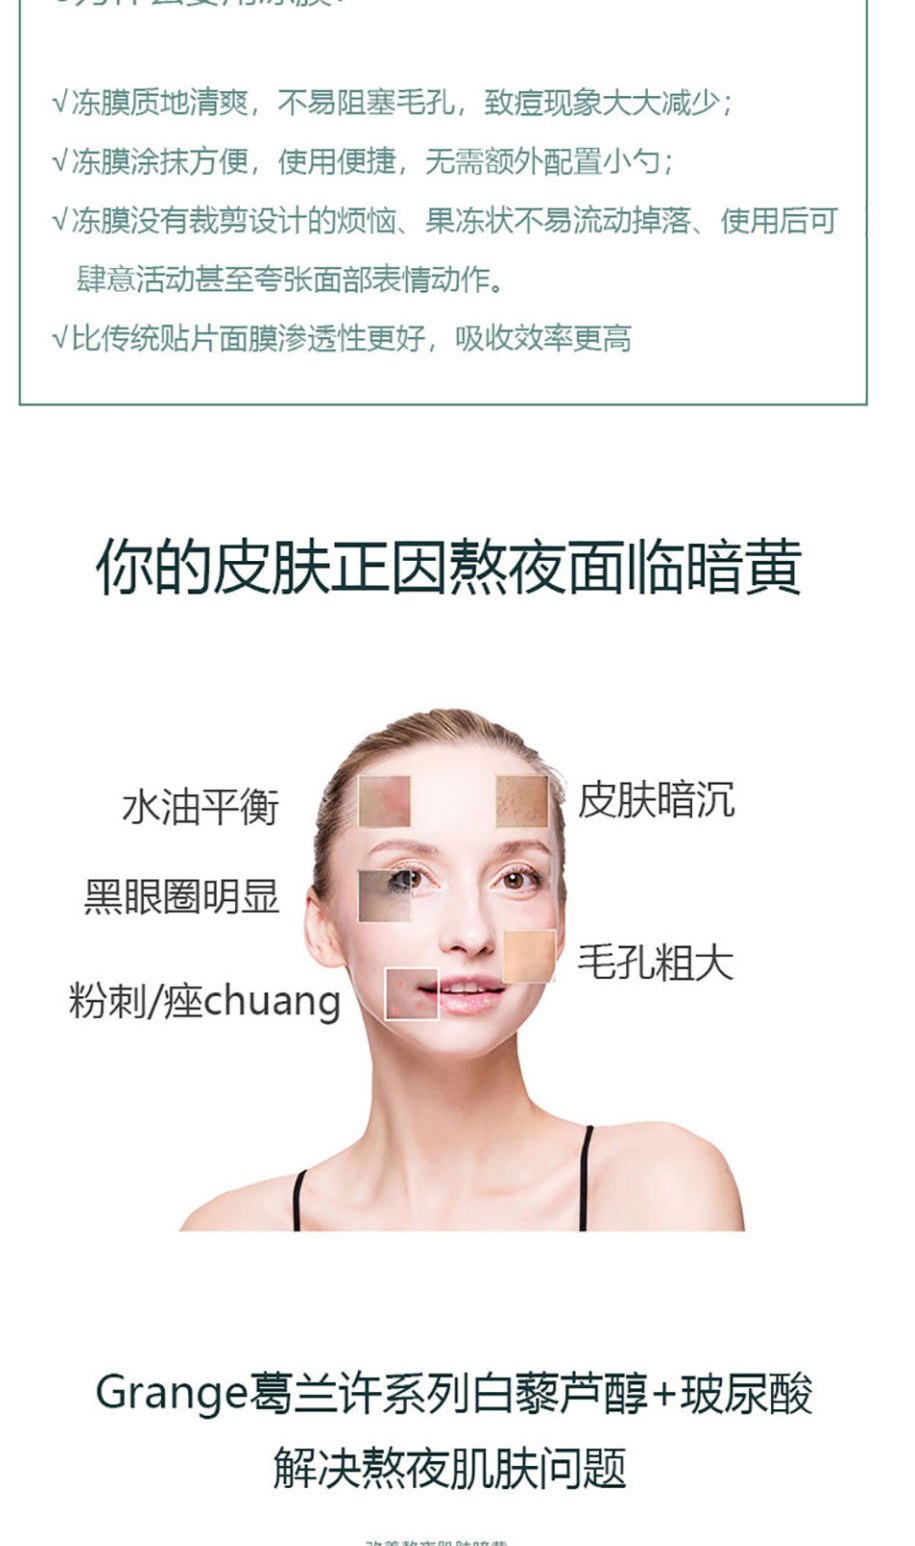 为什么要用冻膜?
√冻膜质地清爽，不易阻塞毛孔，致痘现象大大减少；
√冻膜涂抹方便，使用便捷，无需额外配置小勺；
√冻膜没有裁剪设计的烦恼、果冻状不易流动掉落、使用后可
肆意活动甚至夸张面部表情动作。
√比传统贴片面膜渗透性更好，吸收效率更高
你的皮肤正因熬夜面临暗黄
水油平衡
皮肤暗沉
黑眼圈明显
毛孔粗大
粉刺/痤chuang
Grange葛兰许系列白藜芦醇+玻尿酸
解决熬夜肌肤问题